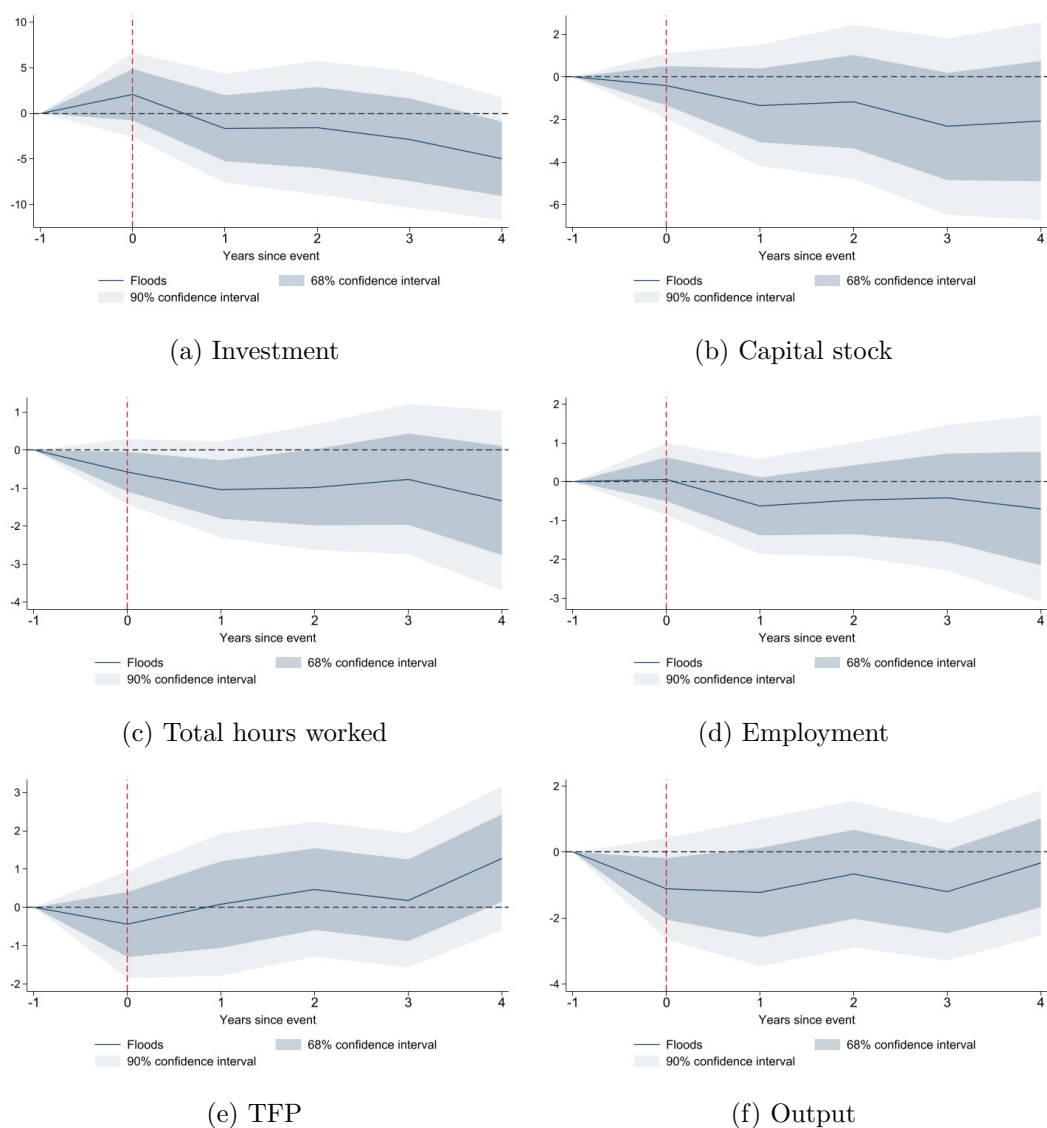 10
5
0
-5
-10
-1 0 1 2 3 4
Years since event
Floods 68% confidence interval
90% confidence interval
(a) Investment
2
0
-2
-4
-6
-1 0 1 2 3 4
Years since event
Floods 68% confidence interval
90% confidence interval
(b) Capital stock
1
0
-1
-2
-3
-4
-1 0 1 2 3 4
Years since event
Floods 68% confidence interval
90% confidence interval
(c) Total hours worked
2
1
0
-1
-2
-3
-1 0 1 2 3 4
Years since event
Floods 68% confidence interval
90% confidence interval
(d) Employment
3
2
1
0
-1
-2
-1 0 1 2 3 4
Years since event
Floods 68% confidence interval
90% confidence interval
(e) TFP
2
0
-2
-4
-1 0 1 2 3 4
Years since event
Floods 68% confidence interval
90% confidence interval
(f) Output